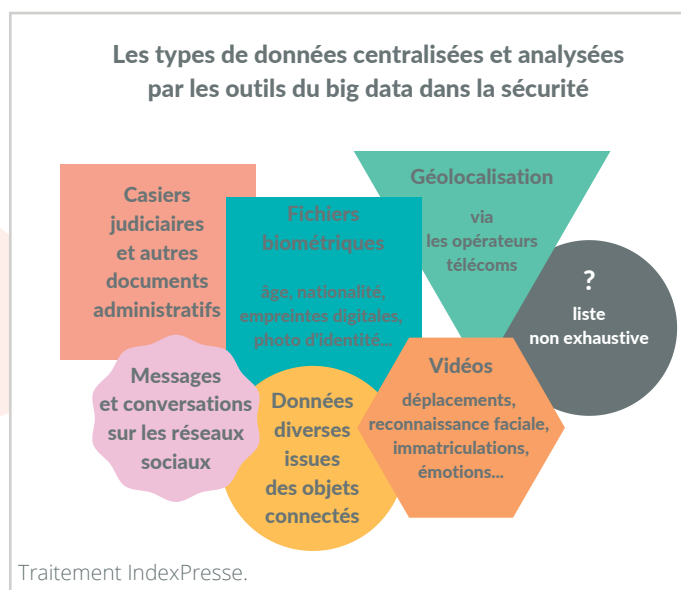 Les types de données centralisées et analysées
par les outils du big data dans la sécurité
Casiers
judiciaires
et autres
documents
administratifs
Fichiers
biométriques
âge, nationalité,
empreintes digitales,
photo d'identité...
Géolocalisation
via
les opérateurs
télécoms
?
liste
non exhaustive
Messages
et conversations
sur les réseaux
sociaux
Données
diverses
issues
des objets
connectés
Vidéos
déplacements,
reconnaissance faciale,
immatriculations,
émotions...
Traitement IndexPresse.